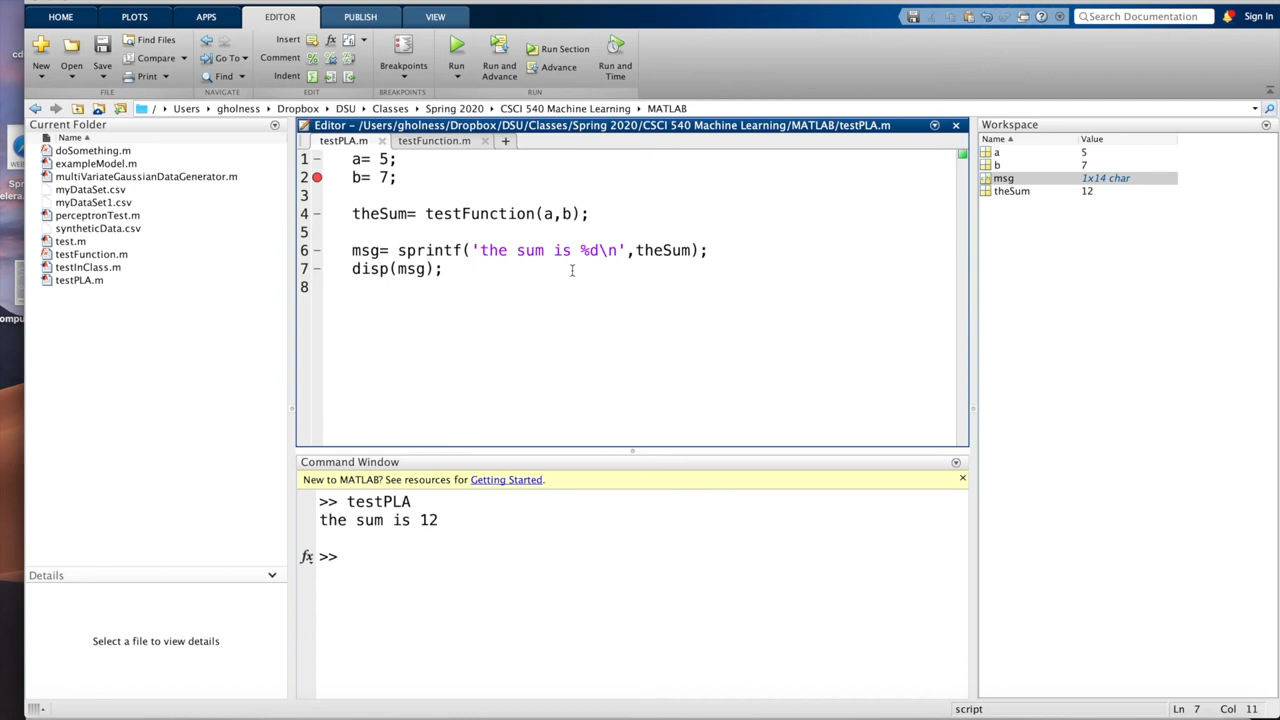 HOME PLOTS APPS EDITOR PUBLISH VIEW Search Documentation Sign In
New Open Save Find Files Compare Print Go To Find Insert fx Comment Indent Breakpoints Run Run and Advance Run Section Advance Run and Time
FILE NAVIGATE EDIT BREAKPOINTS RUN
/ Users gholness Dropbox DSU Classes Spring 2020 CSCI 540 Machine Learning MATLAB
Current Folder
Name
doSomething.m
exampleModel.m
multiVariateGaussianDataGenerator.m
myDataSet.csv
myDataSet1.csv
perceptronTest.m
syntheticData.csv
test.m
testFunction.m
testInClass.m
testPLA.m
Details
Select a file to view details
Editor – /Users/gholness/Dropbox/DSU/Classes/Spring 2020/CSCI 540 Machine Learning/MATLAB/testPLA.m
testPLA.m testFunction.m
1 – a= 5;
2 b= 7;
3
4 – theSum= testFunction(a,b);
5
6 – msg= sprintf('the sum is %d\n',theSum);
7 – disp(msg);
8
Command Window
New to MATLAB? See resources for Getting Started.
>> testPLA
the sum is 12
fx >>
Workspace
Name Value
a 5
b 7
msg 1x14 char
theSum 12
script Ln 7 Col 11